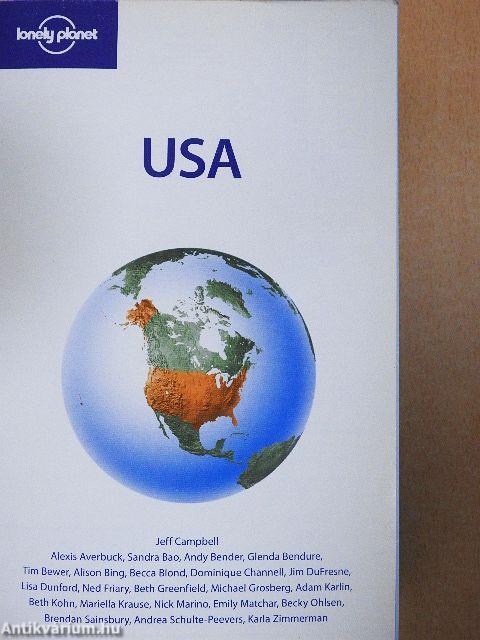 lonely planet
USA
Jeff Campbell
Alexis Averbuck, Sandra Bao, Andy Bender, Glenda Bendure,
Tim Bewer, Alison Bing, Becca Blond, Dominique Channell, Jim DuFresne,
Lisa Dunford, Ned Friary, Beth Greenfield, Michael Grosberg, Adam Karlin,
Beth Kohn, Mariella Krause, Nick Marino, Emily Matchar, Becky Ohlsen,
Brendan Sainsbury, Andrea Schulte-Peevers, Karla Zimmerman
Antikvarium.hu